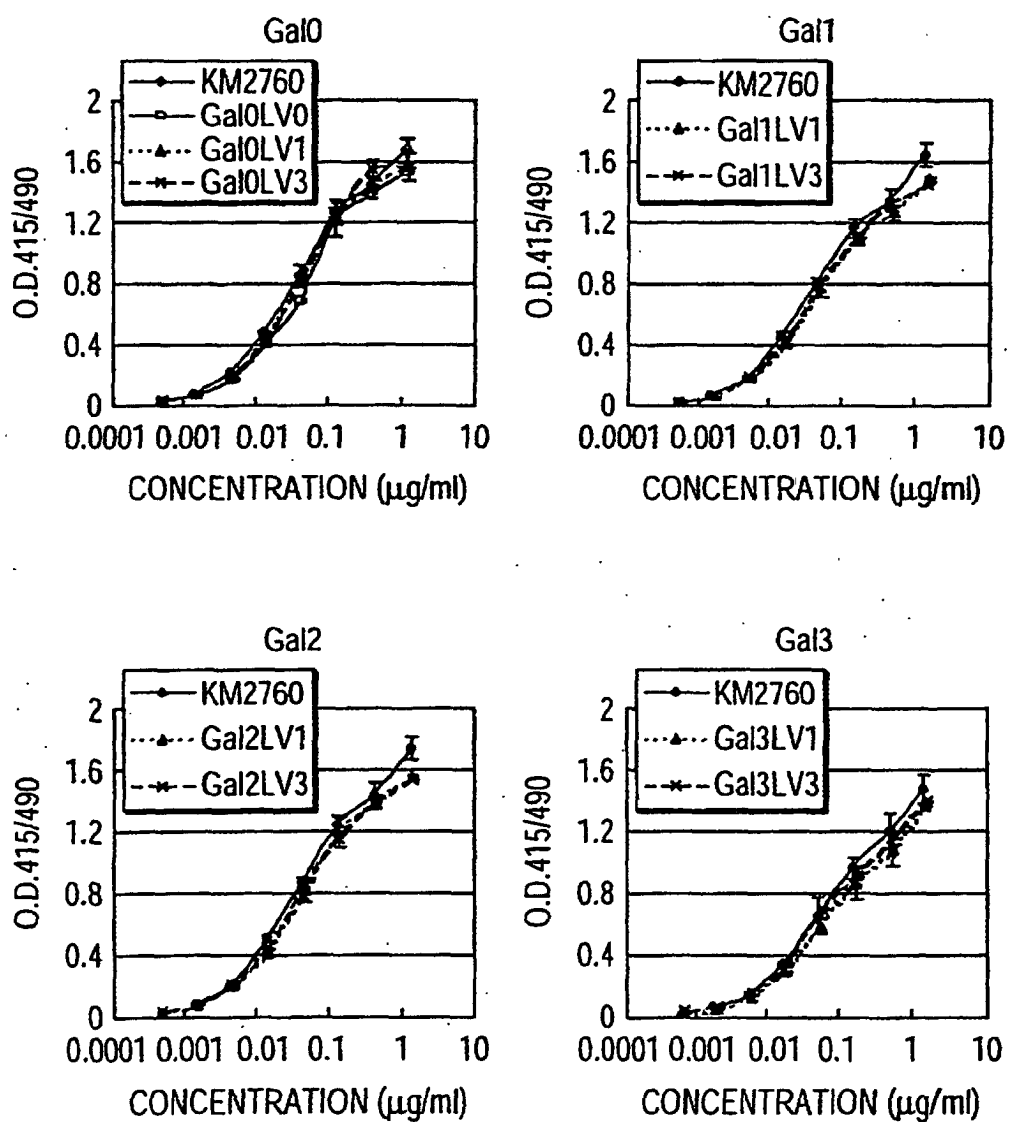 Gal0
KM2760
Gal0LV0
Gal0LV1
Gal0LV3
2
1.6
1.2
0.8
0.4
0
O.D.415/490
0.0001 0.001 0.01 0.1 1 10
CONCENTRATION (μg/ml)
Gal1
KM2760
Gal1LV1
Gal1LV3
2
1.6
1.2
0.8
0.4
0
O.D.415/490
0.0001 0.001 0.01 0.1 1 10
CONCENTRATION (μg/ml)
Gal2
KM2760
Gal2LV1
Gal2LV3
2
1.6
1.2
0.8
0.4
0
O.D.415/490
0.0001 0.001 0.01 0.1 1 10
CONCENTRATION (μg/ml)
Gal3
KM2760
Gal3LV1
Gal3LV3
2
1.6
1.2
0.8
0.4
0
O.D.415/490
0.0001 0.001 0.01 0.1 1 10
CONCENTRATION (μg/ml)